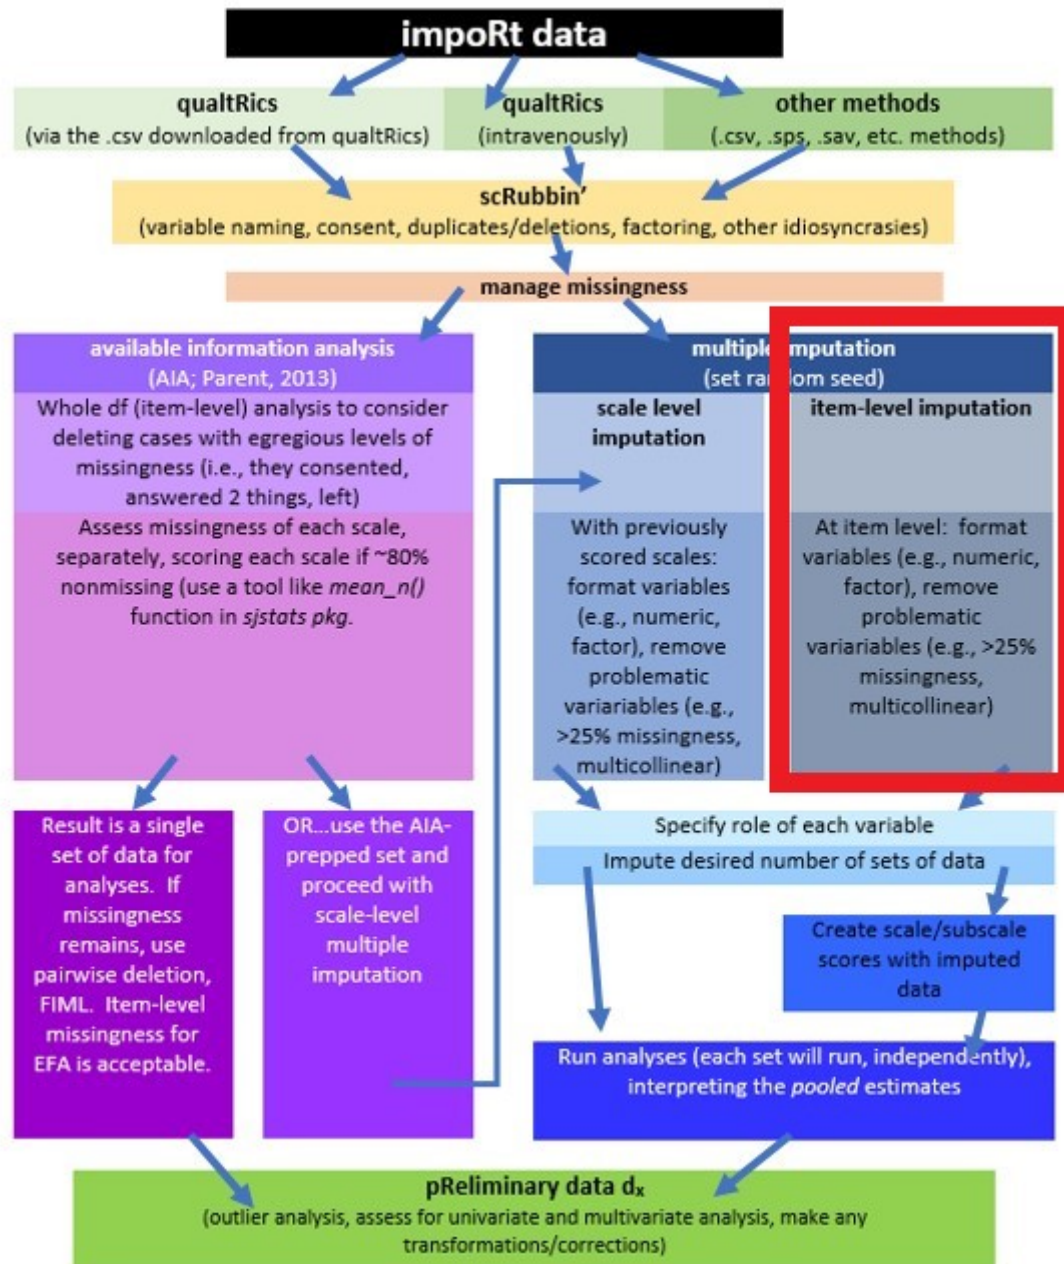 impoRt data
qualtRics
(via the .csv downloaded from qualtRics)
qualtRics
(intravenously)
other methods
(.csv, .sps, .sav, etc. methods)
scRubbin’
(variable naming, consent, duplicates/deletions, factoring, other idiosyncrasies)
manage missingness
available information analysis
(AIA; Parent, 2013)
Whole df (item-level) analysis to consider
deleting cases with egregious levels of
missingness (i.e., they consented,
answered 2 things, left)
Assess missingness of each scale,
separately, scoring each scale if ~80%
nonmissing (use a tool like mean_n()
function in sjstats pkg.
Result is a single
set of data for
analyses. If
missingness
remains, use
pairwise deletion,
FIML. Item-level
missingness for
EFA is acceptable.
OR...use the AIA-
prepped set and
proceed with
scale-level
multiple
imputation
multiple imputation
(set random seed)
scale level
imputation
With previously
scored scales:
format variables
(e.g., numeric,
factor), remove
problematic
varariables (e.g.,
>25% missingness,
multicollinear)
item-level imputation
At item level: format
variables (e.g., numeric,
factor), remove
problematic
varariables (e.g., >25%
missingness,
multicollinear)
Specify role of each variable
Impute desired number of sets of data
Create scale/subscale
scores with imputed
data
Run analyses (each set will run, independently),
interpreting the pooled estimates
pReliminary data dₓ
(outlier analysis, assess for univariate and multivariate analysis, make any
transformations/corrections)